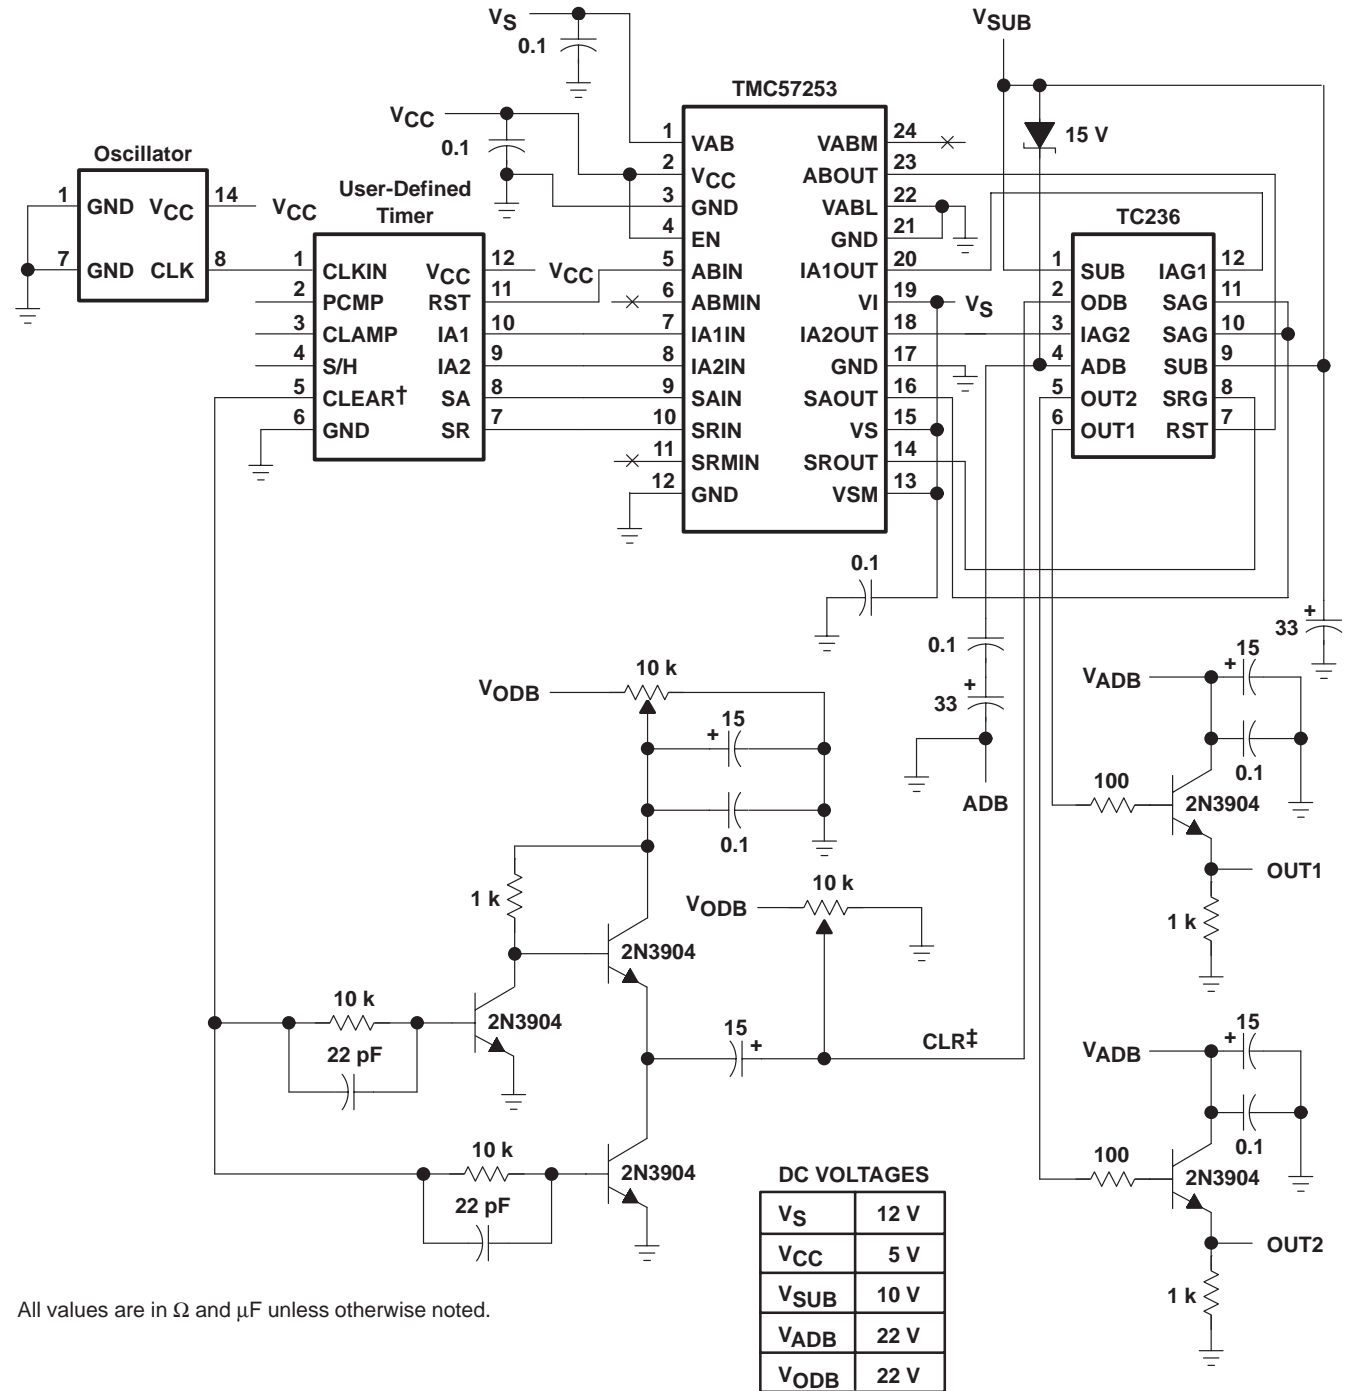 VS
0.1
VSUB
TMC57253
VCC
0.1
15 V
Oscillator
1 GND VCC 14 VCC
7 GND CLK 8
User-Defined
Timer
1 CLKIN VCC 12 VCC
2 PCMP RST 11
3 CLAMP IA1 10
4 S/H IA2 9
5 CLEAR† SA 8
6 GND SR 7
1 VAB VABM 24
2 VCC ABOUT 23
3 GND VABL 22
4 EN GND 21
5 ABIN IA1OUT 20
6 ABMIN VI 19 VS
7 IA1IN IA2OUT 18
8 IA2IN GND 17
9 SAIN SAOUT 16
10 SRIN VS 15
11 SRMIN SROUT 14
12 GND VSM 13
TC236
1 SUB IAG1 12
2 ODB SAG 11
3 IAG2 SAG 10
4 ADB SUB 9
5 OUT2 SRG 8
6 OUT1 RST 7
0.1
0.1
+
33
ADB
+
33
VODB
10 k
+ 15
0.1
1 k
2N3904
VODB
10 k
10 k
22 pF
2N3904
15
+
CLR‡
10 k
22 pF
2N3904
VADB
+ 15
0.1
100
2N3904
OUT1
1 k
VADB
+ 15
0.1
100
2N3904
OUT2
1 k
DC VOLTAGES
VS 12 V
VCC 5 V
VSUB 10 V
VADB 22 V
VODB 22 V
All values are in Ω and μF unless otherwise noted.